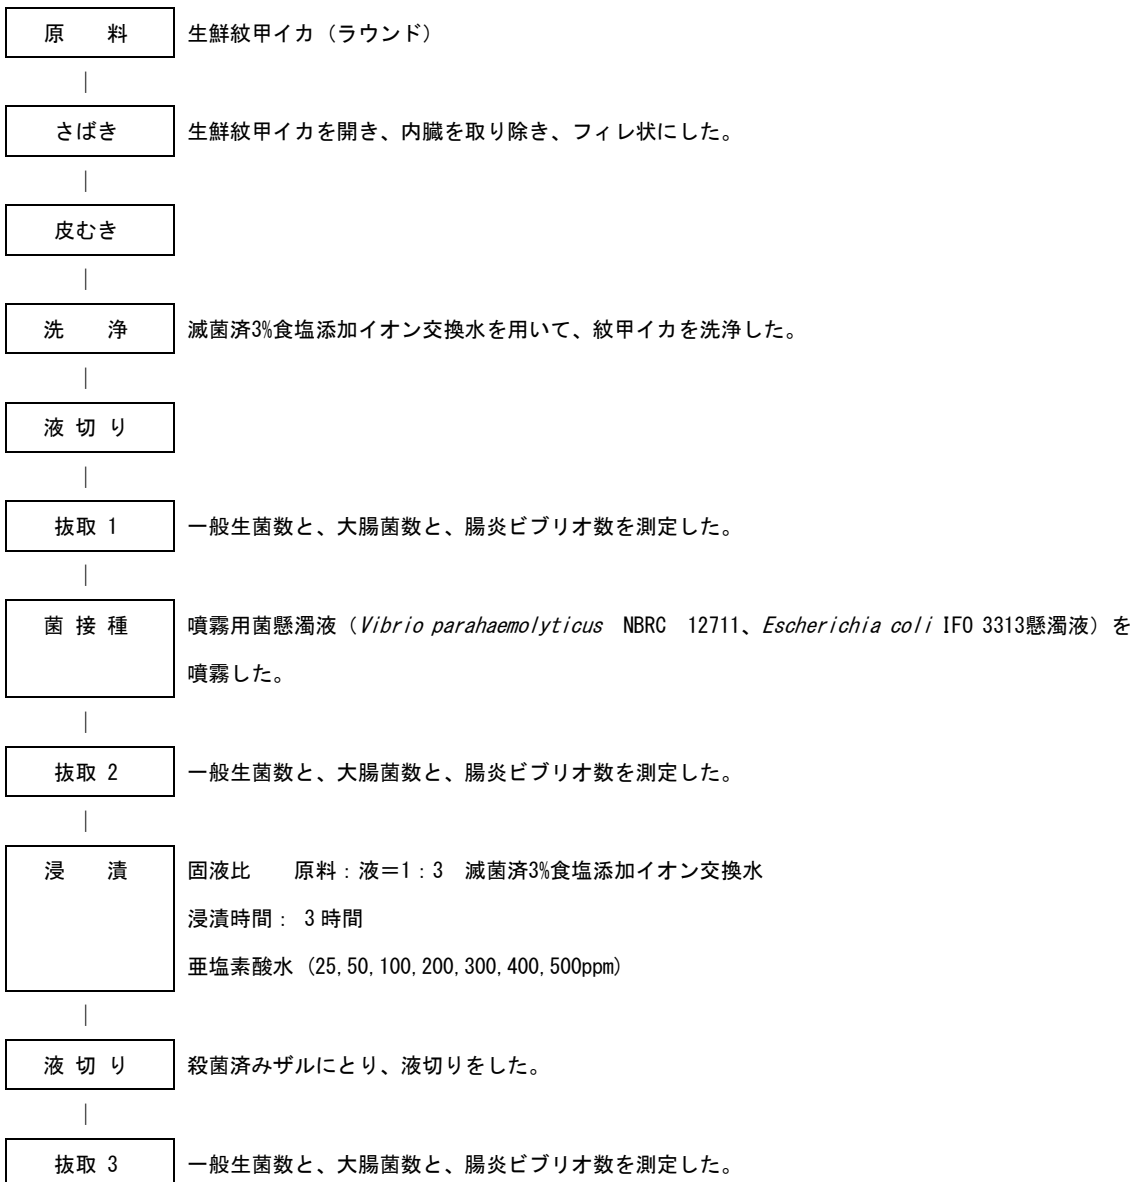 原　　料　生鮮紋甲イカ（ラウンド）
さばき　生鮮紋甲イカを開き、内臓を取り除き、フィレ状にした。
皮むき
洗　　浄　滅菌済3%食塩添加イオン交換水を用いて、紋甲イカを洗浄した。
液 切 り
抜取 1　一般生菌数と、大腸菌数と、腸炎ビブリオ数を測定した。
菌 接 種　噴霧用菌懸濁液（Vibrio parahaemolyticus　NBRC　12711、Escherichia coli IFO 3313懸濁液）を
噴霧した。
抜取 2　一般生菌数と、大腸菌数と、腸炎ビブリオ数を測定した。
浸　　漬　固液比　　原料：液＝1：3　滅菌済3%食塩添加イオン交換水
浸漬時間： 3 時間
亜塩素酸水 (25,50,100,200,300,400,500ppm)
液 切 り　殺菌済みザルにとり、液切りをした。
抜取 3　一般生菌数と、大腸菌数と、腸炎ビブリオ数を測定した。